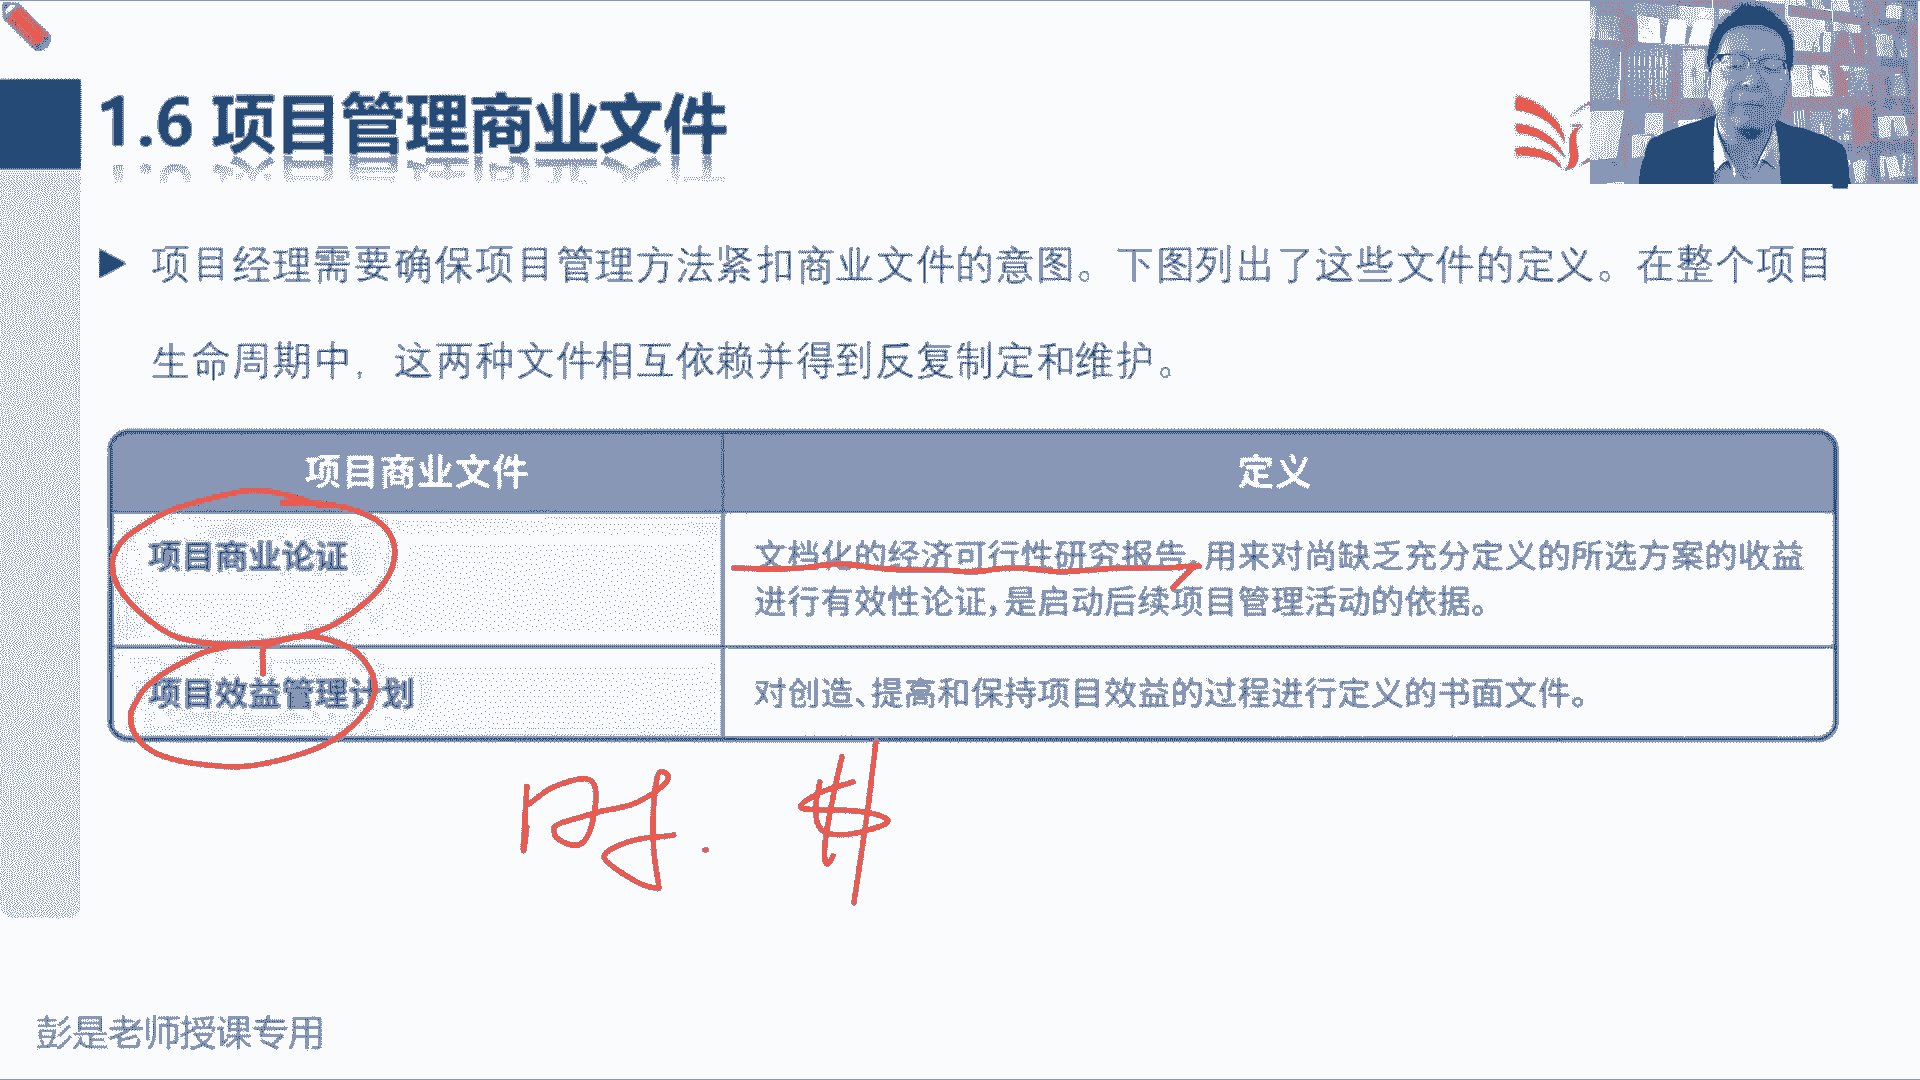 1.6 项目管理商业文件
项目经理需要确保项目管理方法紧扣商业文件的意图。下图列出了这些文件的定义。在整个项目
生命周期中，这两种文件相互依赖并得到反复制定和维护。
项目商业文件
定义
项目商业论证
文档化的经济可行性研究报告,用来对尚缺乏充分定义的所选方案的收益
进行有效性论证,是启动后续项目管理活动的依据。
项目效益管理计划
对创造、提高和保持项目效益的过程进行定义的书面文件。
彭是老师授课专用